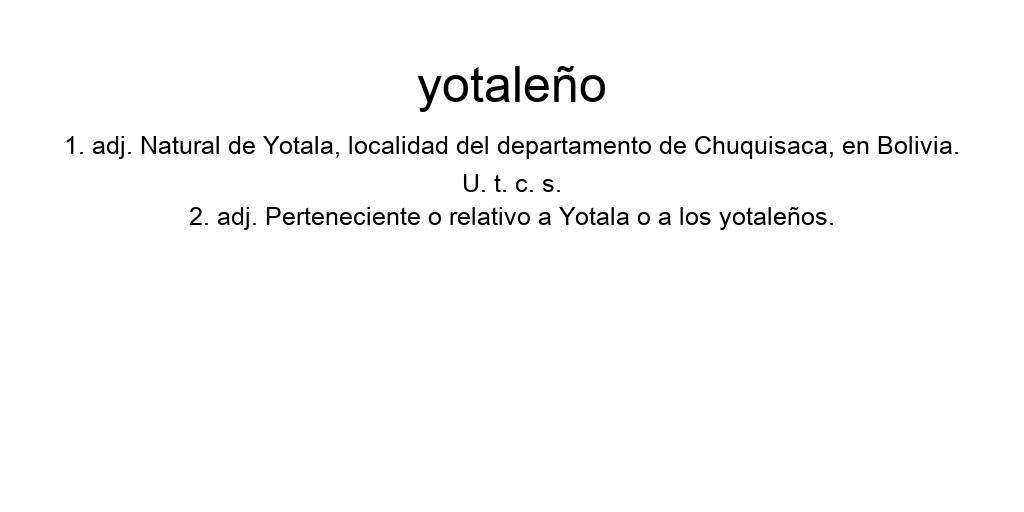 yotaleño
1. adj. Natural de Yotala, localidad del departamento de Chuquisaca, en Bolivia.
U. t. c. s.
2. adj. Perteneciente o relativo a Yotala o a los yotaleños.